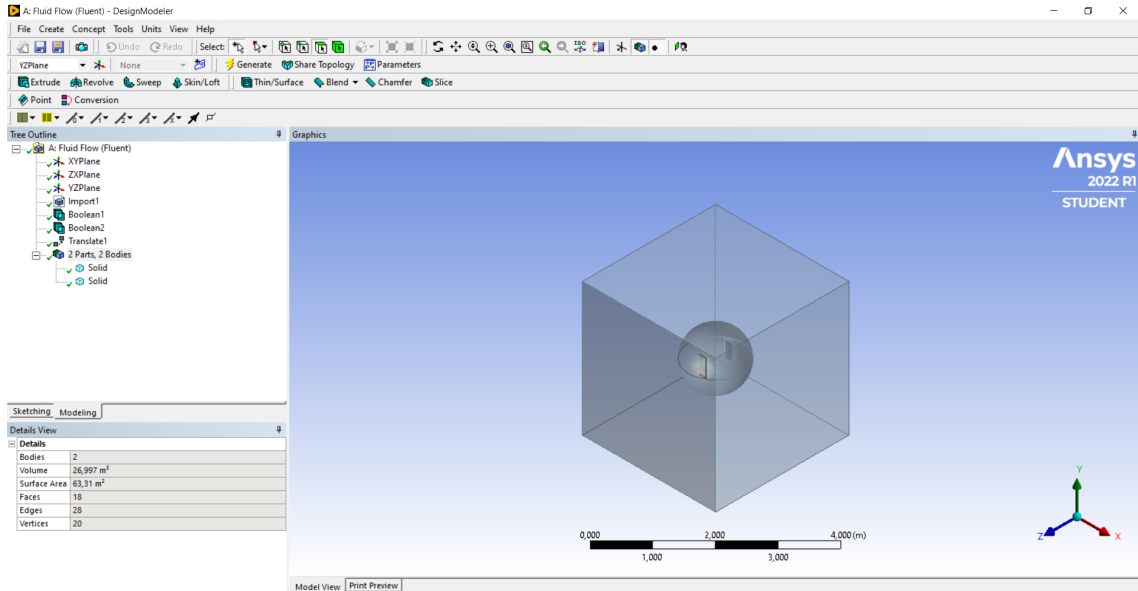 A: Fluid Flow (Fluent) - DesignModeler
File Create Concept Tools Units View Help
Undo Redo Select:
YZPlane None Generate Share Topology Parameters
Extrude Revolve Sweep Skin/Loft Thin/Surface Blend Chamfer Slice
Point Conversion
Tree Outline
A: Fluid Flow (Fluent)
XYPlane
ZXPlane
YZPlane
Import1
Boolean1
Boolean2
Translate1
2 Parts, 2 Bodies
Solid
Solid
Sketching Modeling
Details View
Details
Bodies 2
Volume 26,997 m³
Surface Area 63,31 m²
Faces 18
Edges 28
Vertices 20
Graphics
Ansys
2022 R1
STUDENT
0,000 2,000 4,000 (m)
1,000 3,000
Y
Z X
Model View Print Preview